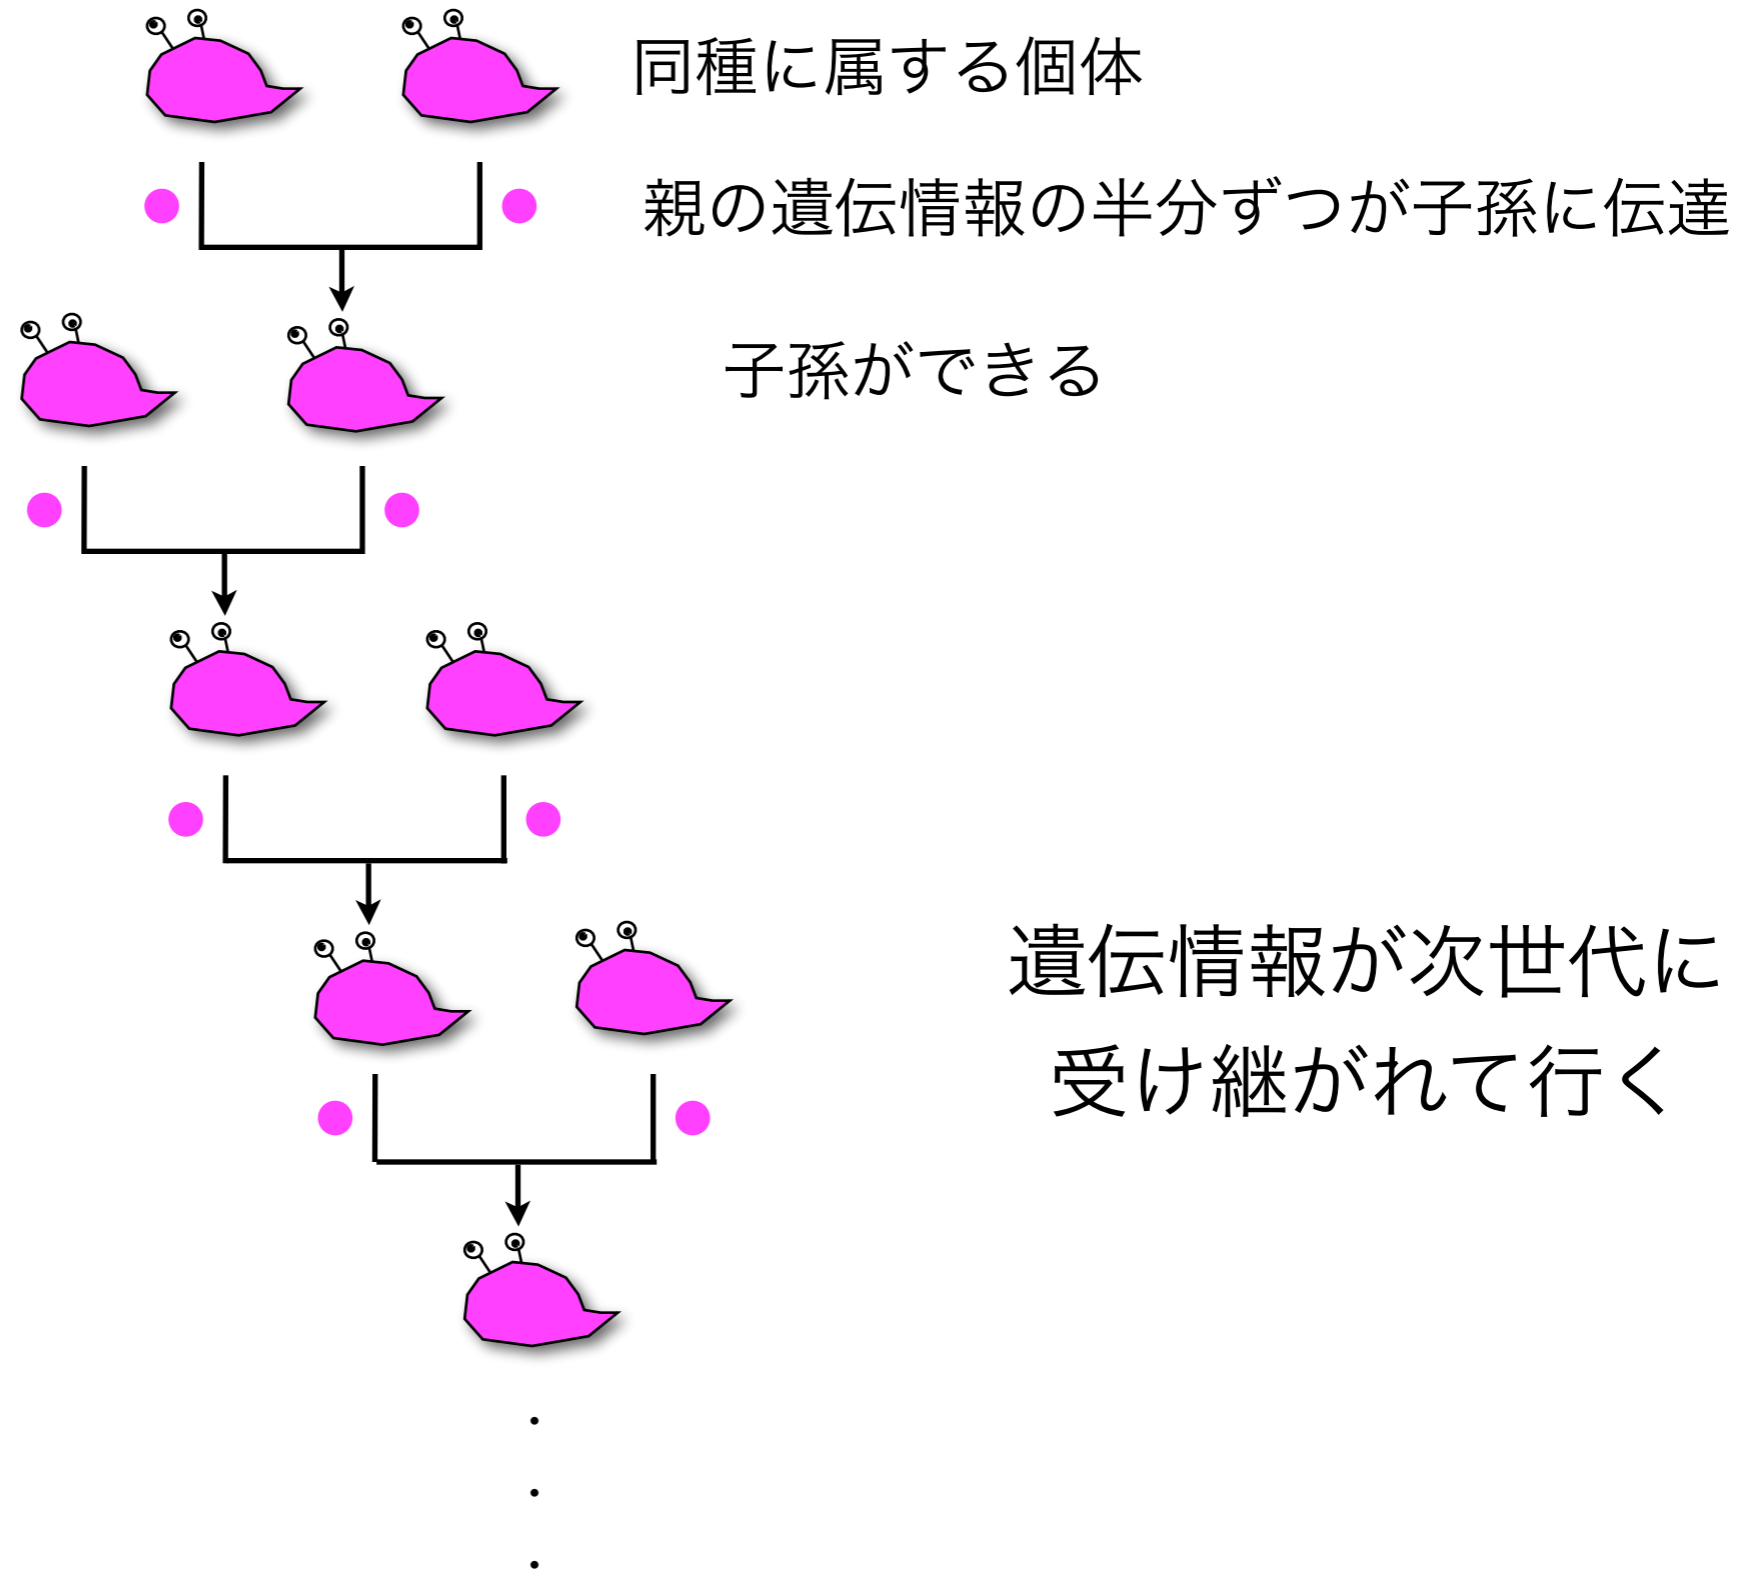 同種に属する個体
親の遺伝情報の半分ずつが子孫に伝達
子孫ができる
遺伝情報が次世代に
受け継がれて行く